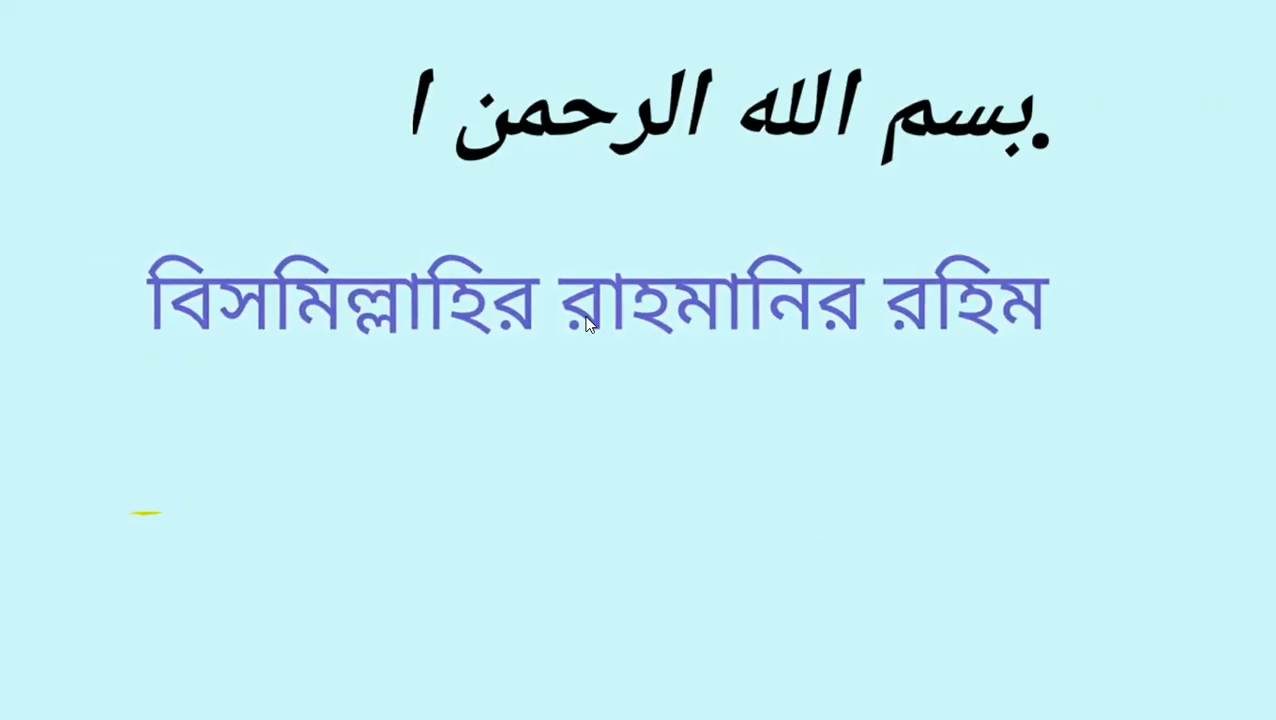 .بسم الله الرحمن ا
বিসমিল্লাহির রাহমানির রহিম